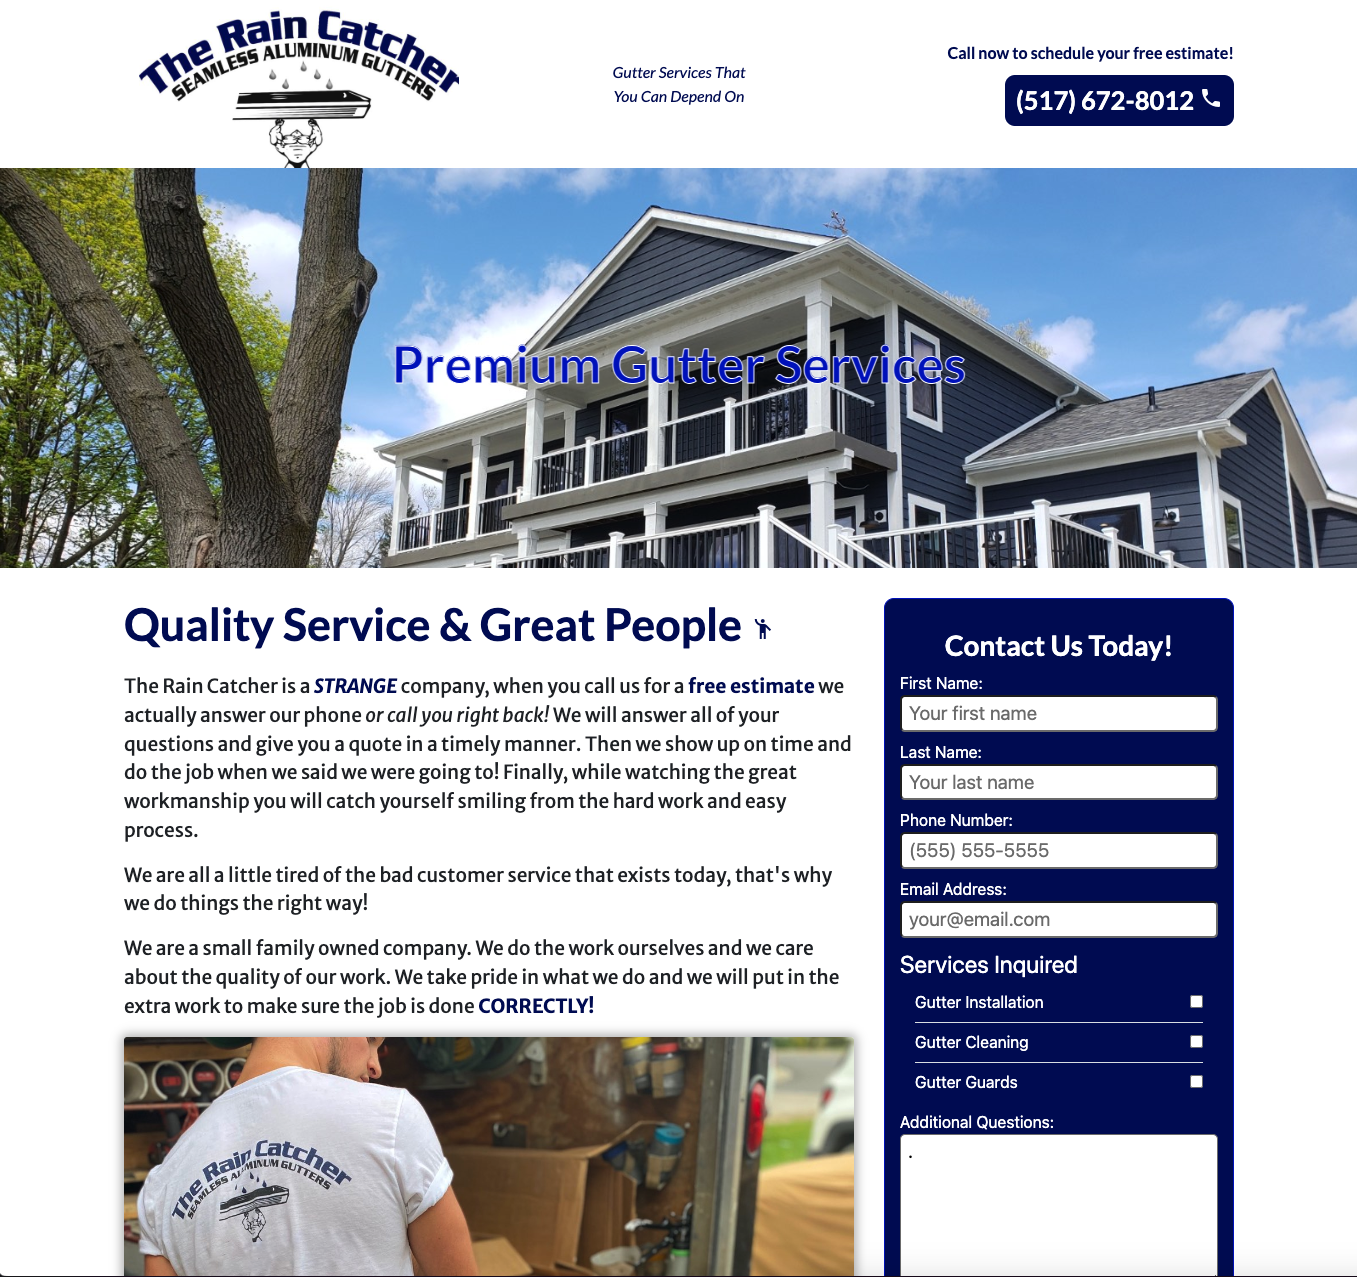 The Rain Catcher
SEAMLESS ALUMINUM GUTTERS
Gutter Services That
You Can Depend On
Call now to schedule your free estimate!
(517) 672-8012
Premium Gutter Services
Quality Service & Great People
The Rain Catcher is a STRANGE company, when you call us for a free estimate we
actually answer our phone or call you right back! We will answer all of your
questions and give you a quote in a timely manner. Then we show up on time and
do the job when we said we were going to! Finally, while watching the great
workmanship you will catch yourself smiling from the hard work and easy
process.
We are all a little tired of the bad customer service that exists today, that's why
we do things the right way!
We are a small family owned company. We do the work ourselves and we care
about the quality of our work. We take pride in what we do and we will put in the
extra work to make sure the job is done CORRECTLY!
The Rain Catcher
SEAMLESS ALUMINUM GUTTERS
Contact Us Today!
First Name:
Your first name
Last Name:
Your last name
Phone Number:
(555) 555-5555
Email Address:
your@email.com
Services Inquired
Gutter Installation
Gutter Cleaning
Gutter Guards
Additional Questions:
.